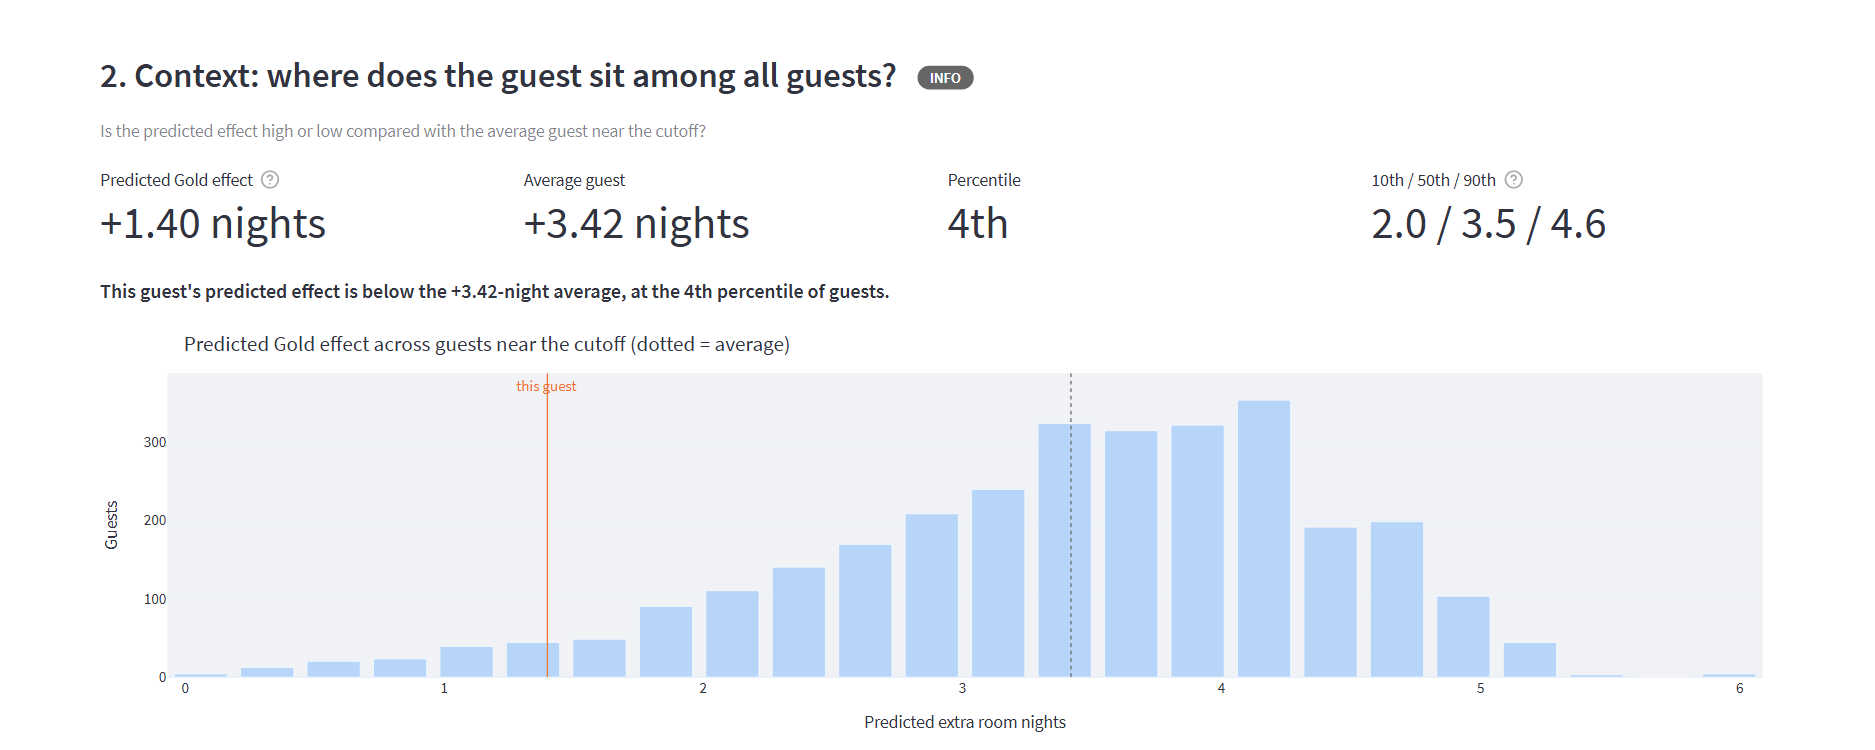 2. Context: where does the guest sit among all guests? INFO
Is the predicted effect high or low compared with the average guest near the cutoff?
Predicted Gold effect ?
+1.40 nights
Average guest
+3.42 nights
Percentile
4th
10th / 50th / 90th ?
2.0 / 3.5 / 4.6
This guest's predicted effect is below the +3.42-night average, at the 4th percentile of guests.
Predicted Gold effect across guests near the cutoff (dotted = average)
this guest
300
200
100
0
Guests
0 1 2 3 4 5 6
Predicted extra room nights